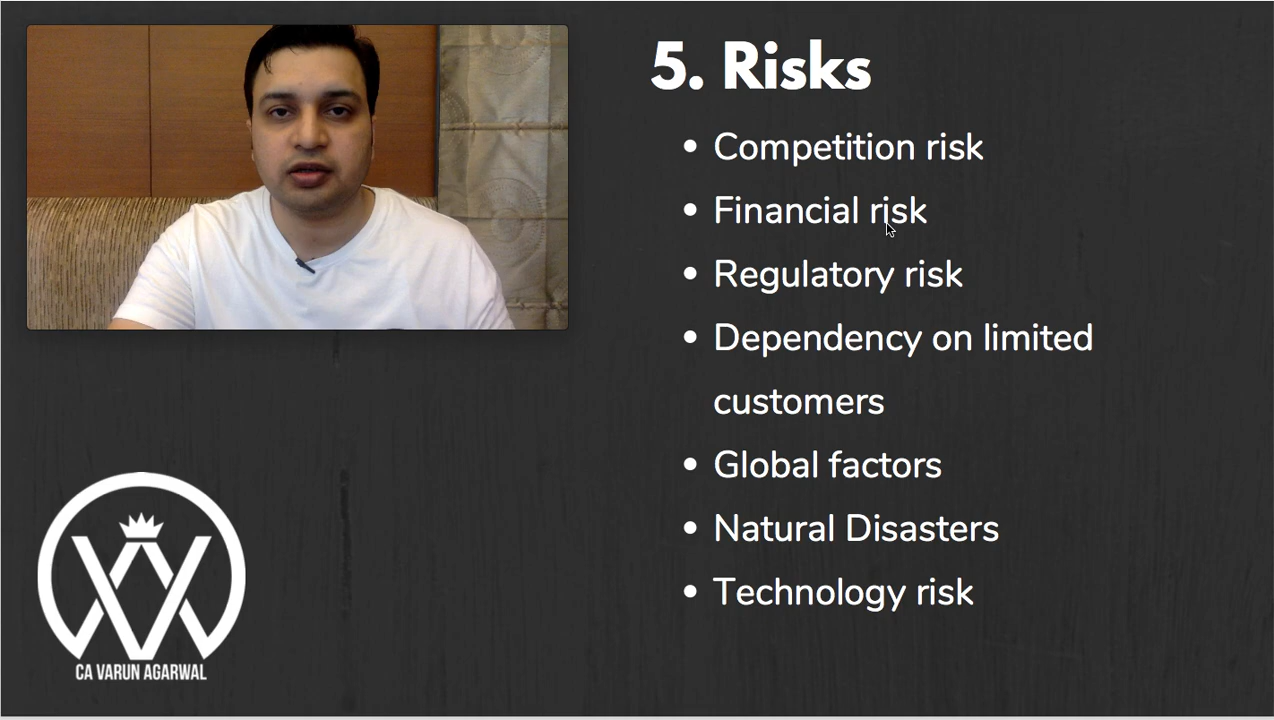 5. Risks
• Competition risk
• Financial risk
• Regulatory risk
• Dependency on limited
customers
• Global factors
• Natural Disasters
• Technology risk
CA VARUN AGARWAL